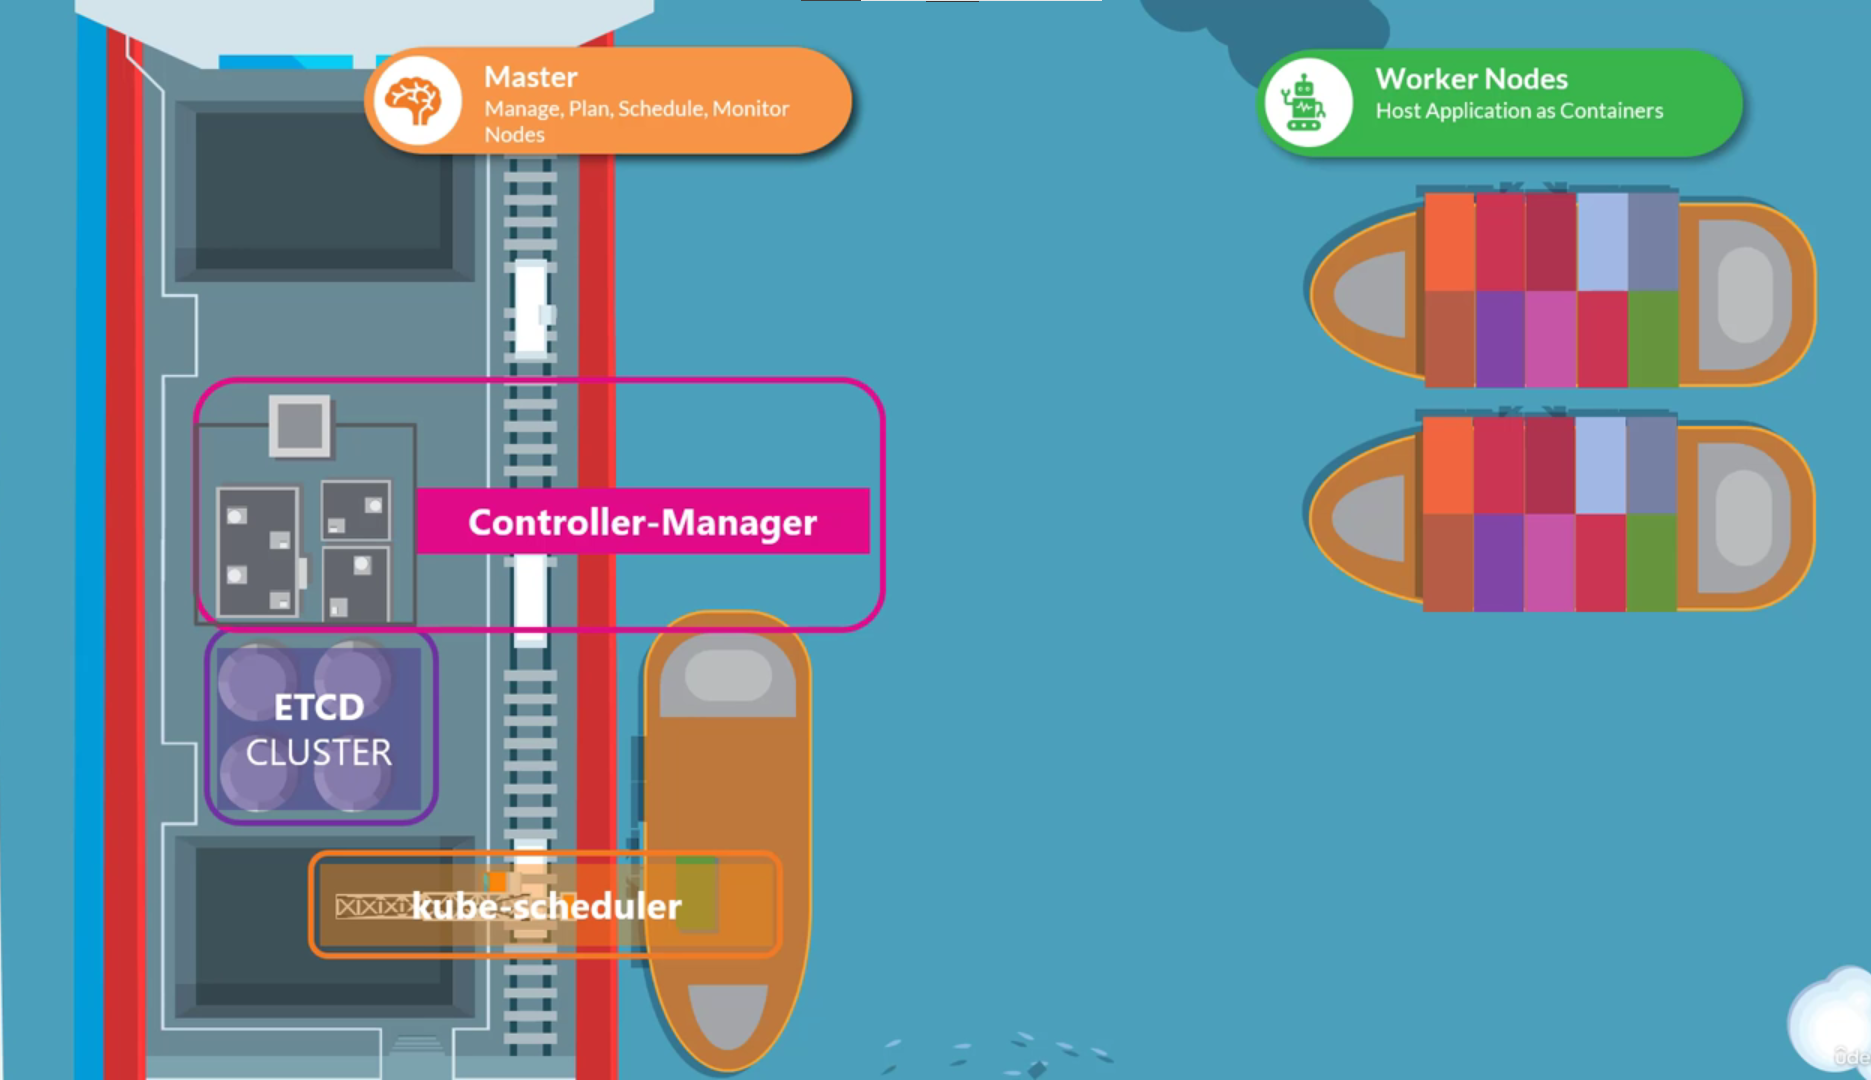 Master
Manage, Plan, Schedule, Monitor
Nodes
Worker Nodes
Host Application as Containers
Controller-Manager
ETCD
CLUSTER
kube-scheduler